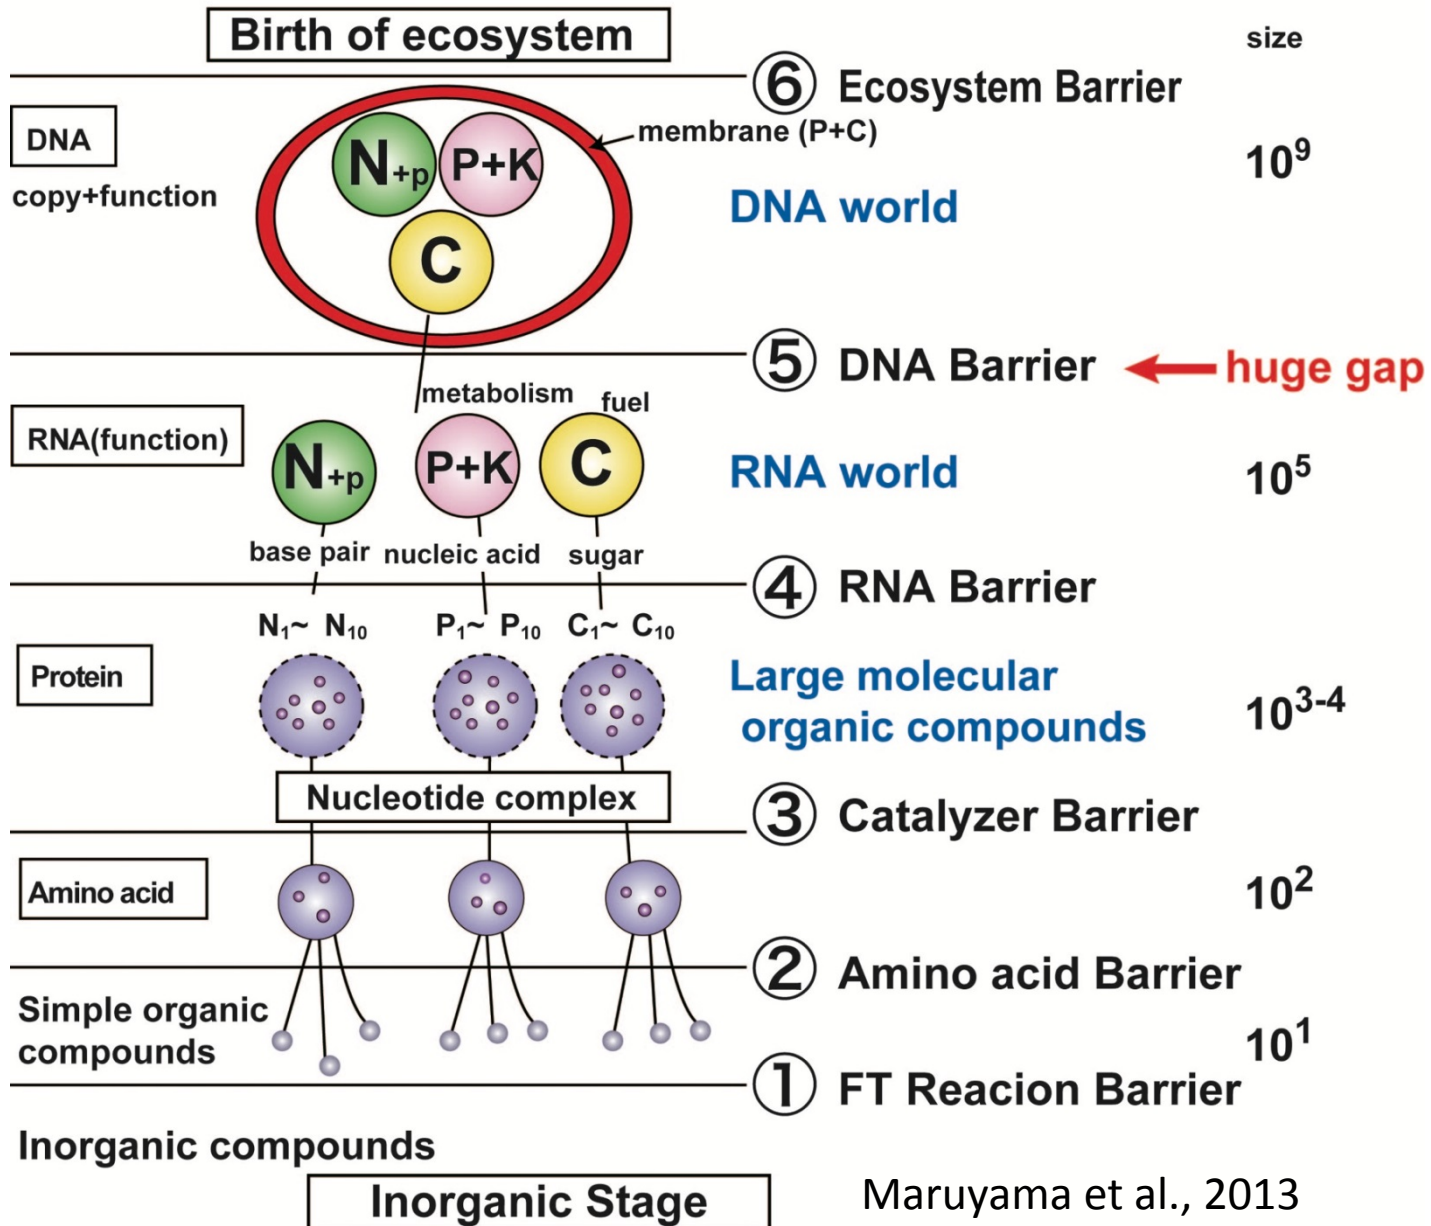 Birth of ecosystem
size
⑥ Ecosystem Barrier
DNA
copy+function
N+p
P+K
C
membrane (P+C)
DNA world
10⁹
⑤ DNA Barrier
huge gap
metabolism
fuel
RNA(function)
N+p
P+K
C
RNA world
10⁵
base pair
nucleic acid
sugar
④ RNA Barrier
N₁~ N₁₀
P₁~ P₁₀
C₁~ C₁₀
Protein
Large molecular
organic compounds
10³⁻⁴
Nucleotide complex
③ Catalyzer Barrier
Amino acid
10²
② Amino acid Barrier
Simple organic
compounds
10¹
① FT Reacion Barrier
Inorganic compounds
Inorganic Stage
Maruyama et al., 2013